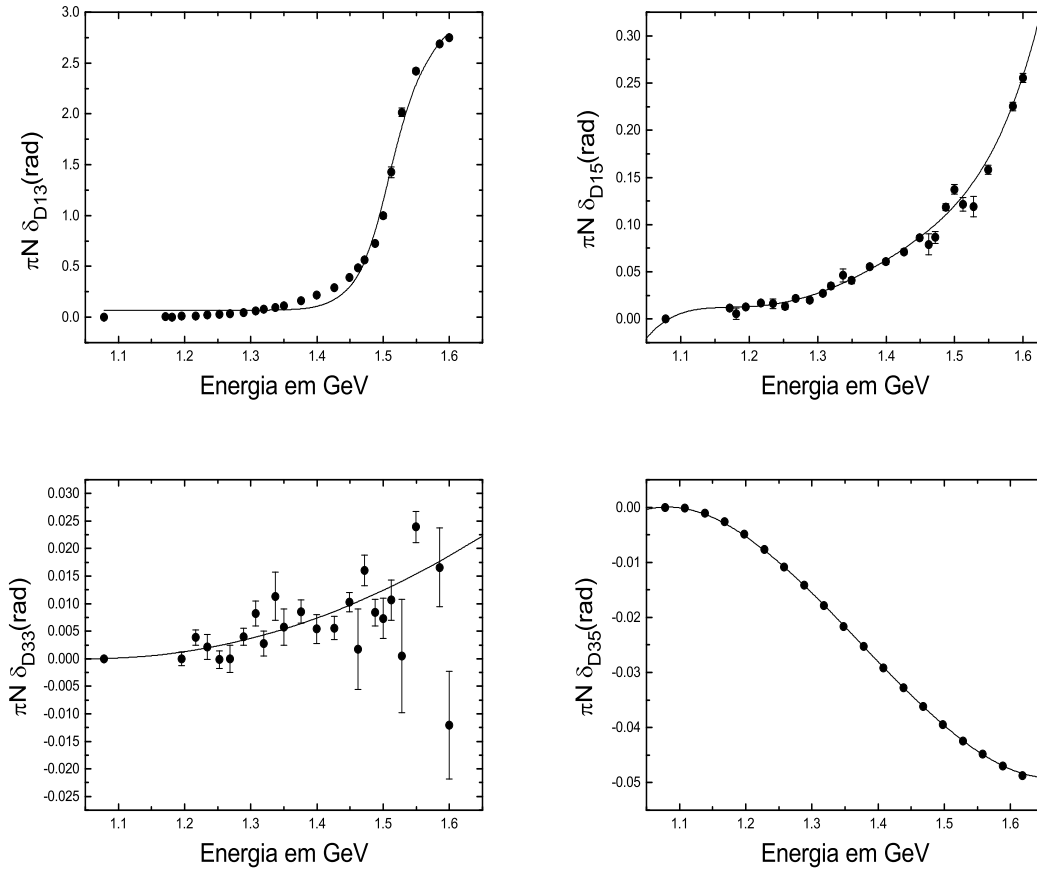 πN δD13(rad)
3.0
2.5
2.0
1.5
1.0
0.5
0.0
1.1 1.2 1.3 1.4 1.5 1.6
Energia em GeV
πN δD15(rad)
0.30
0.25
0.20
0.15
0.10
0.05
0.00
1.1 1.2 1.3 1.4 1.5 1.6
Energia em GeV
πN δD33(rad)
0.030
0.025
0.020
0.015
0.010
0.005
0.000
-0.005
-0.010
-0.015
-0.020
-0.025
1.1 1.2 1.3 1.4 1.5 1.6
Energia em GeV
πN δD35(rad)
0.00
-0.01
-0.02
-0.03
-0.04
-0.05
1.1 1.2 1.3 1.4 1.5 1.6
Energia em GeV